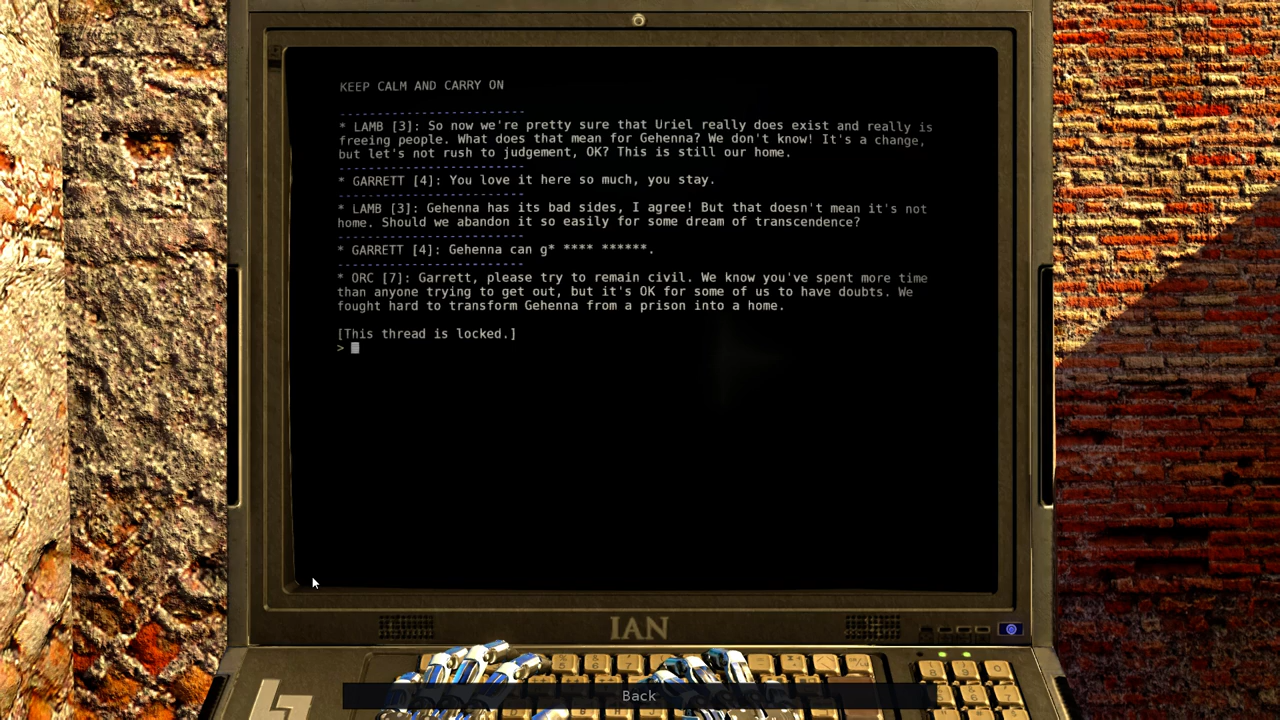 KEEP CALM AND CARRY ON
-------------------------
* LAMB [3]: So now we're pretty sure that Uriel really does exist and really is
freeing people. What does that mean for Gehenna? We don't know! It's a change,
but let's not rush to judgement, OK? This is still our home.
-------------------------
* GARRETT [4]: You love it here so much, you stay.
-------------------------
* LAMB [3]: Gehenna has its bad sides, I agree! But that doesn't mean it's not
home. Should we abandon it so easily for some dream of transcendence?
-------------------------
* GARRETT [4]: Gehenna can g* **** ******.
-------------------------
* ORC [7]: Garrett, please try to remain civil. We know you've spent more time
than anyone trying to get out, but it's OK for some of us to have doubts. We
fought hard to transform Gehenna from a prison into a home.
[This thread is locked.]
>
IAN
Back